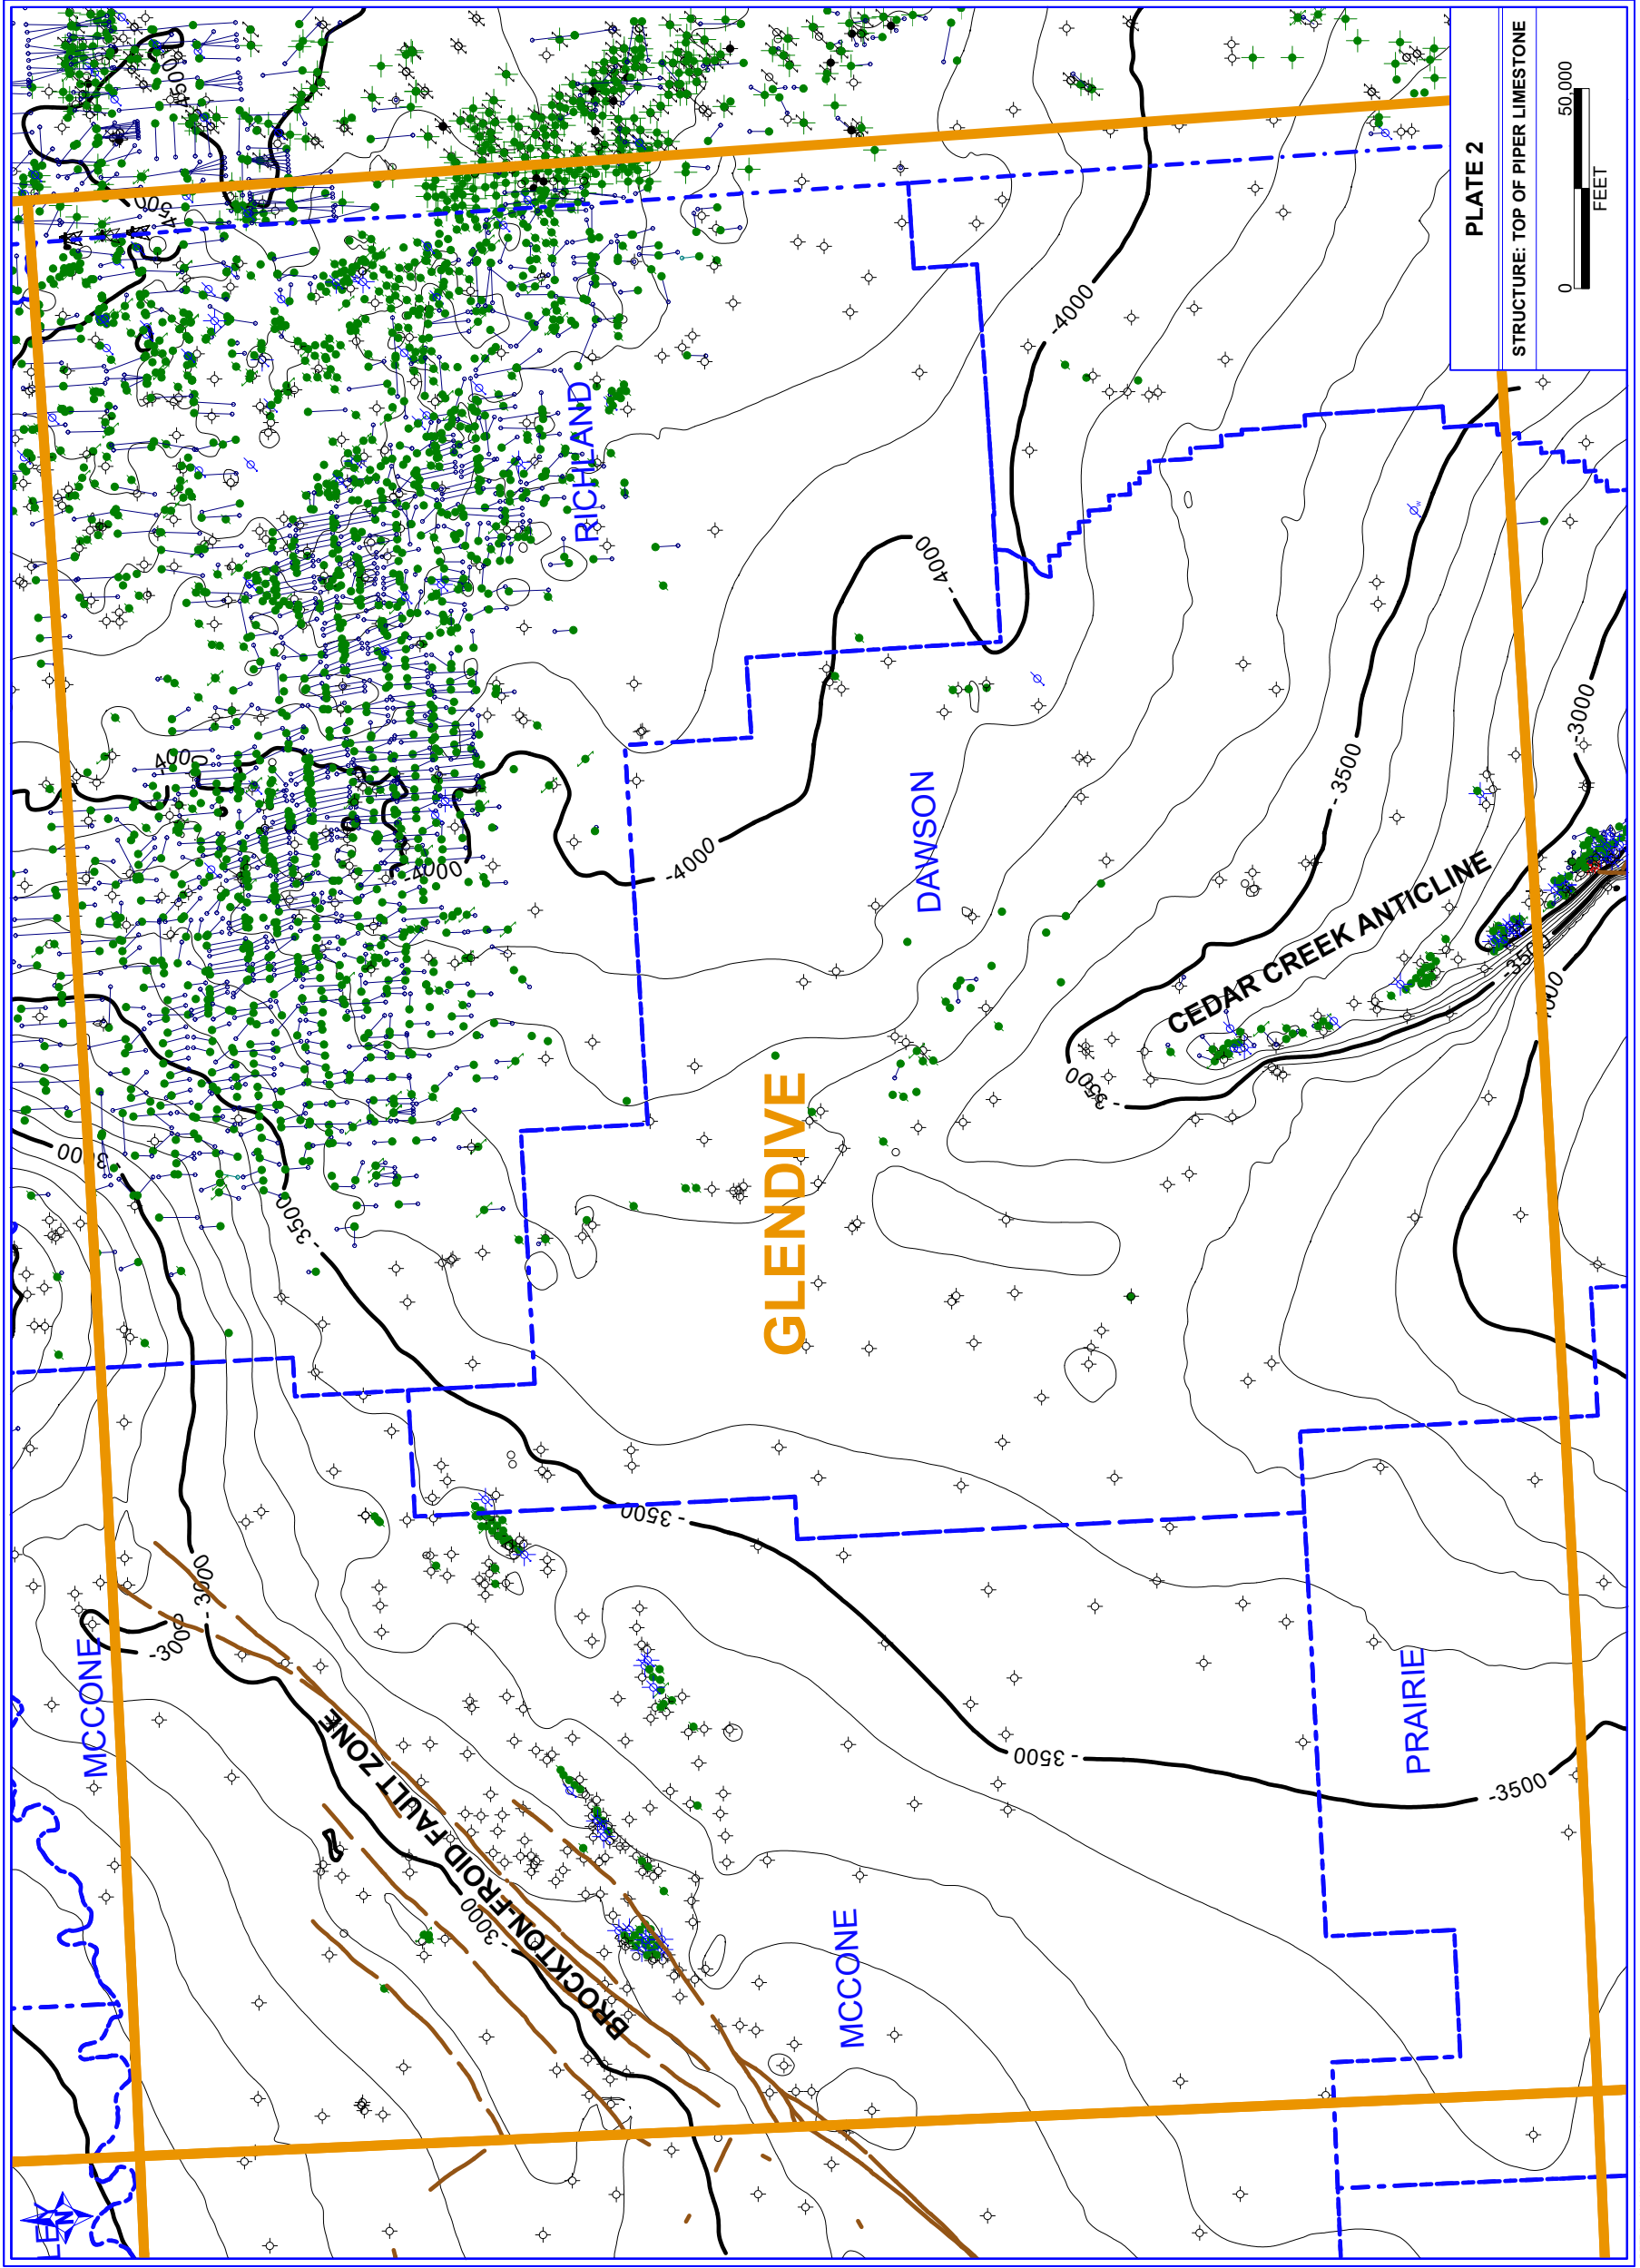 PLATE 2
STRUCTURE: TOP OF PIPER LIMESTONE
0 50,000
FEET
RICHLAND
DAWSON
GLENDIVE
CEDAR CREEK ANTICLINE
MCCONE
BROCKTON-FROID FAULT ZONE
MCCONE
PRAIRIE
N
-4000
-4000
-4000
-4000
-3500
-3000
-3500
-3500
-3500
-3500
-3500
-3000
-3000
-3000